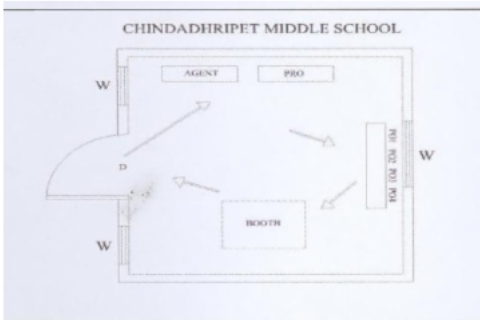 CHINDADHRIPET MIDDLE SCHOOL
AGENT
PRO
W
PO1 PO2 PO3 PO4
W
D
BOOTH
W